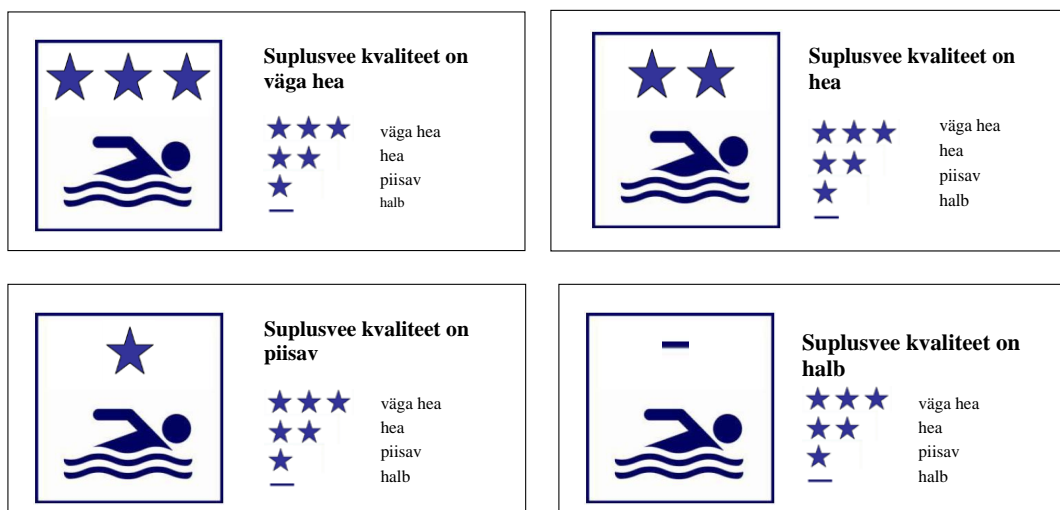 Suplusvee kvaliteet on
väga hea
väga hea
hea
piisav
halb
Suplusvee kvaliteet on
hea
väga hea
hea
piisav
halb
Suplusvee kvaliteet on
piisav
väga hea
hea
piisav
halb
Suplusvee kvaliteet on
halb
väga hea
hea
piisav
halb